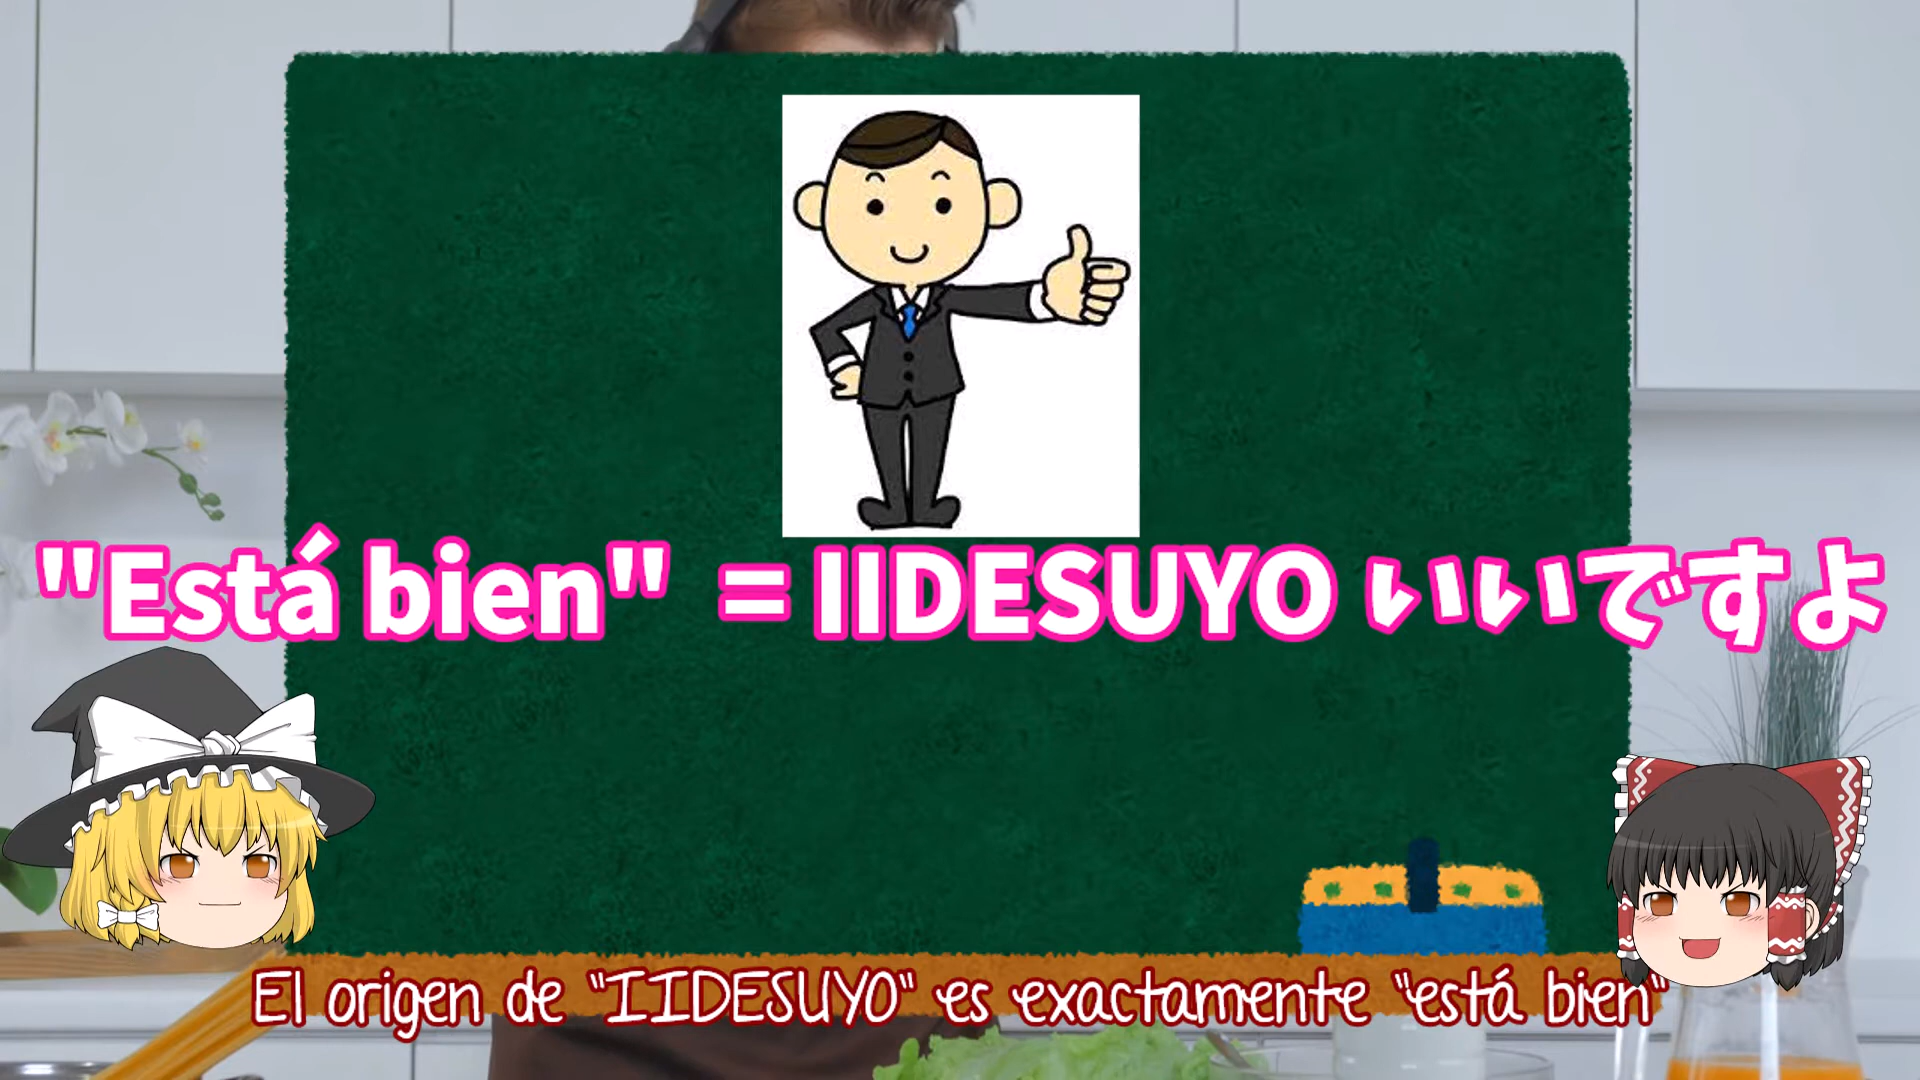 "Está bien" = IIDESUYO いいですよ
El origen de "IIDESUYO" es exactamente "está bien"